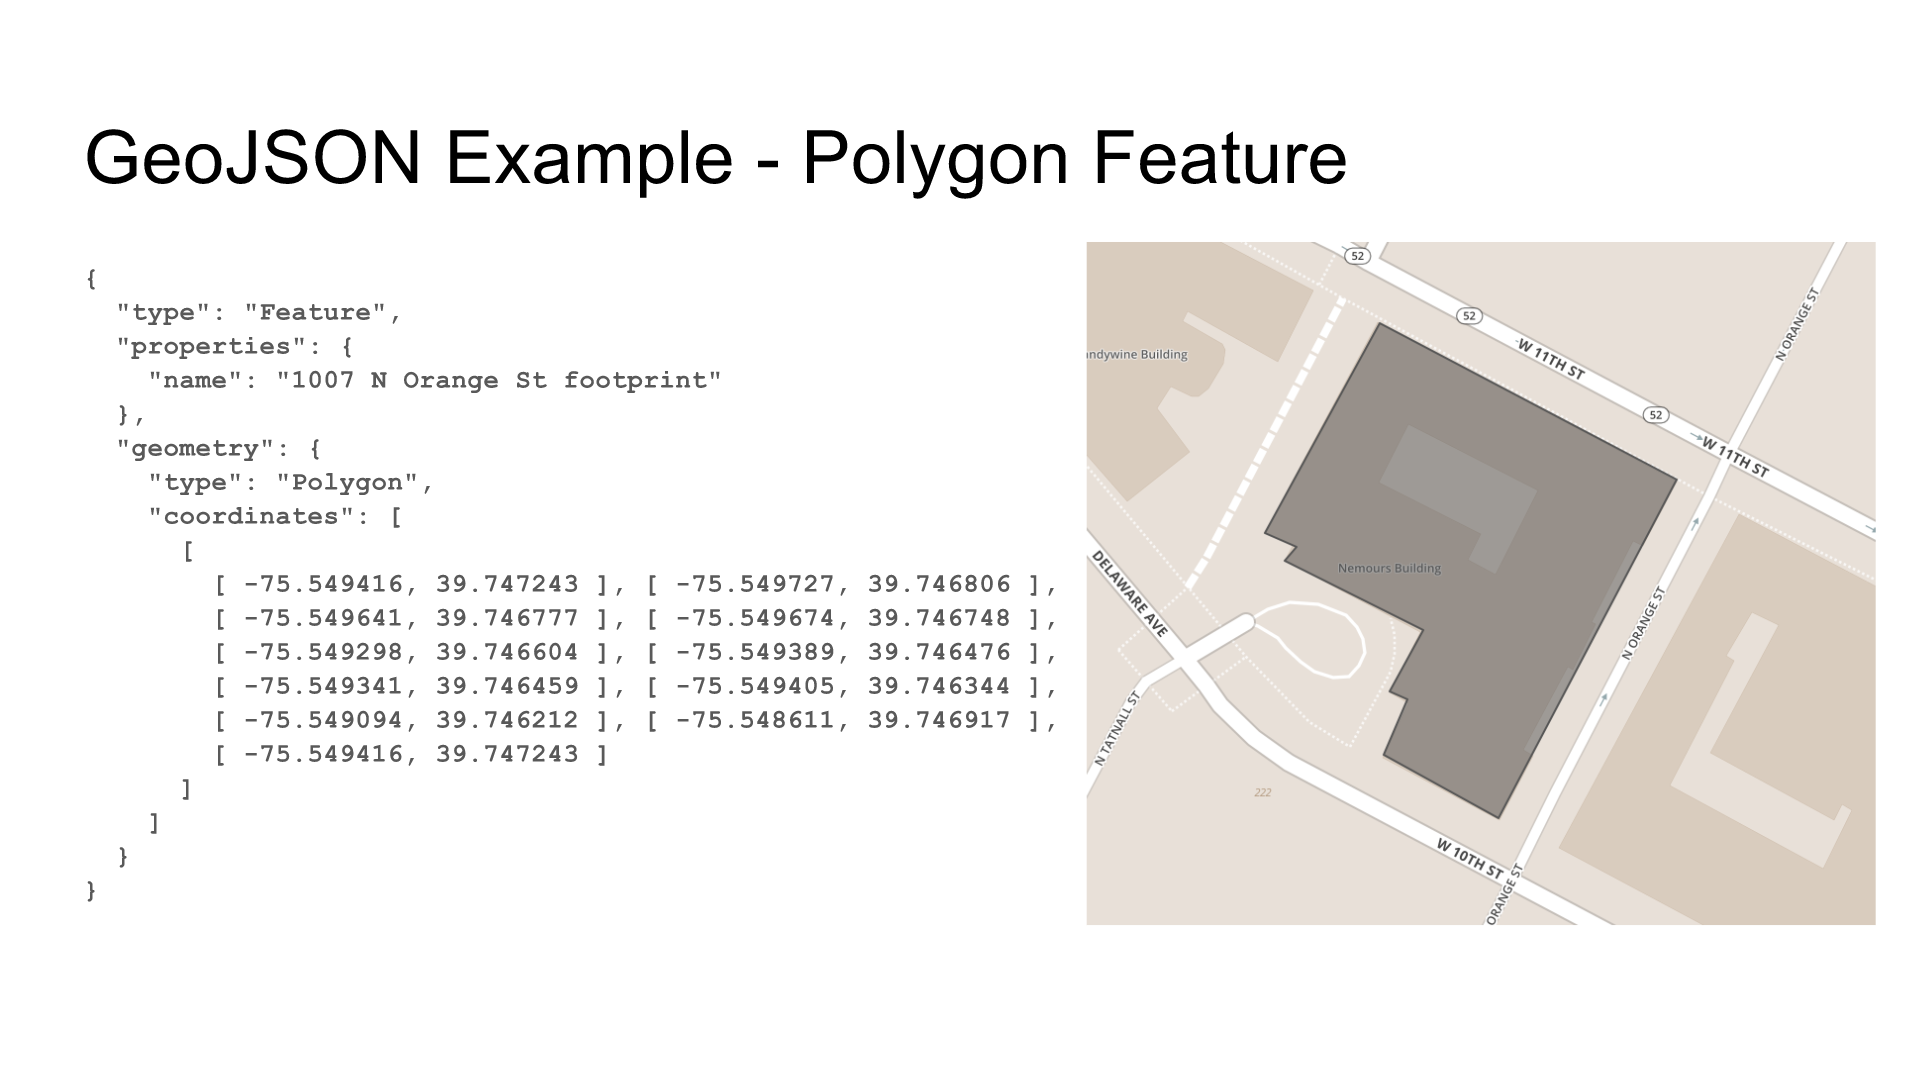 GeoJSON Example - Polygon Feature
{
"type": "Feature",
"properties": {
"name": "1007 N Orange St footprint"
},
"geometry": {
"type": "Polygon",
"coordinates": [
[
[ -75.549416, 39.747243 ], [ -75.549727, 39.746806 ],
[ -75.549641, 39.746777 ], [ -75.549674, 39.746748 ],
[ -75.549298, 39.746604 ], [ -75.549389, 39.746476 ],
[ -75.549341, 39.746459 ], [ -75.549405, 39.746344 ],
[ -75.549094, 39.746212 ], [ -75.548611, 39.746917 ],
[ -75.549416, 39.747243 ]
]
]
}
}
52
52
N ORANGE ST
andywine Building
W 11TH ST
52
W 11TH ST
Nemours Building
DELAWARE AVE
N ORANGE ST
N TATNALL ST
222
W 10TH ST
ORANGE ST